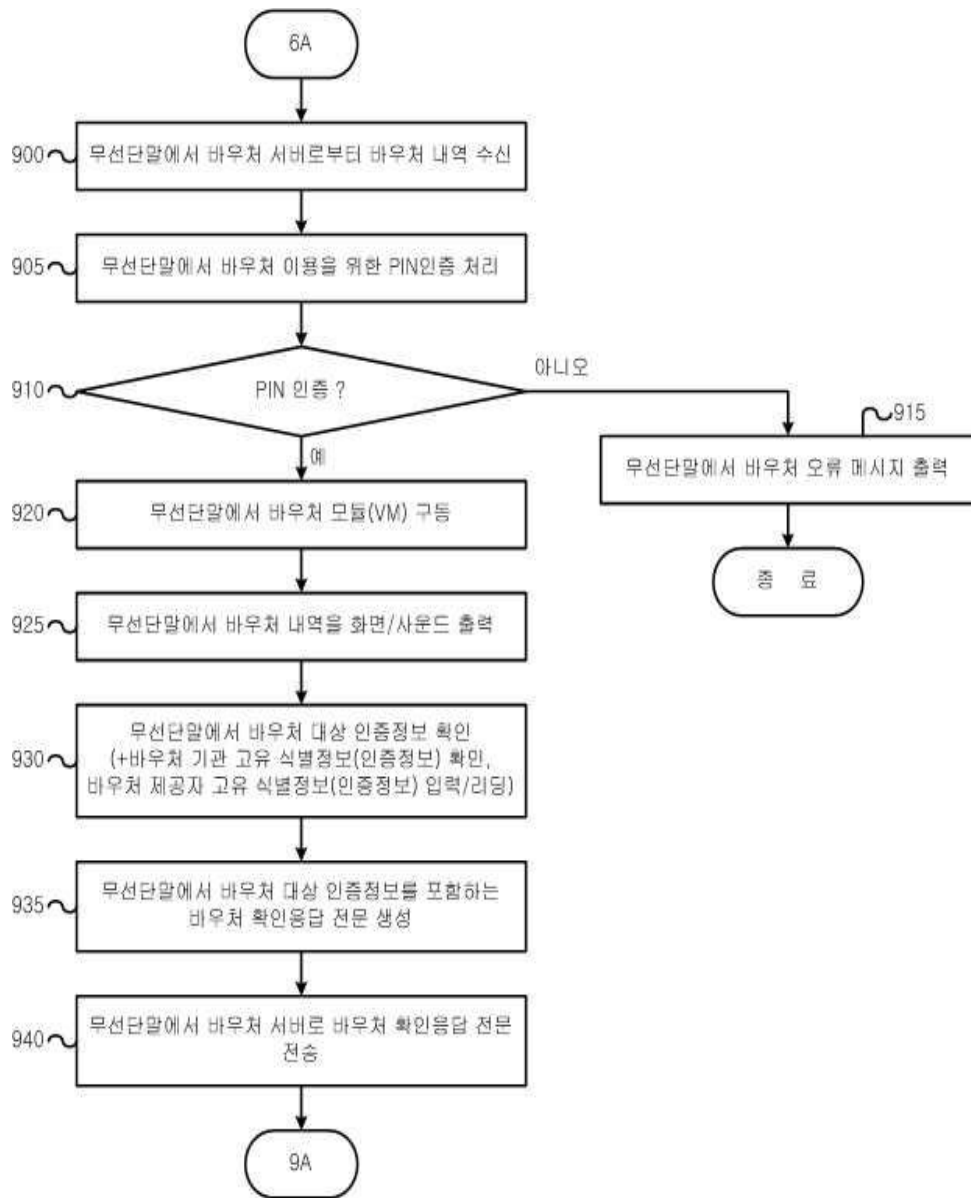 6A
900
무선단말에서 바우처 서버로부터 바우처 내역 수신
905
무선단말에서 바우처 이용을 위한 PIN인증 처리
910
PIN 인증 ?
아니오
예
915
무선단말에서 바우처 오류 메시지 출력
종 료
920
무선단말에서 바우처 모듈(VM) 구동
925
무선단말에서 바우처 내역을 화면/사운드 출력
930
무선단말에서 바우처 대상 인증정보 확인
(+바우처 기관 고유 식별정보(인증정보) 확인,
바우처 제공자 고유 식별정보(인증정보) 입력/리딩)
935
무선단말에서 바우처 대상 인증정보를 포함하는
바우처 확인응답 전문 생성
940
무선단말에서 바우처 서버로 바우처 확인응답 전문
전송
9A